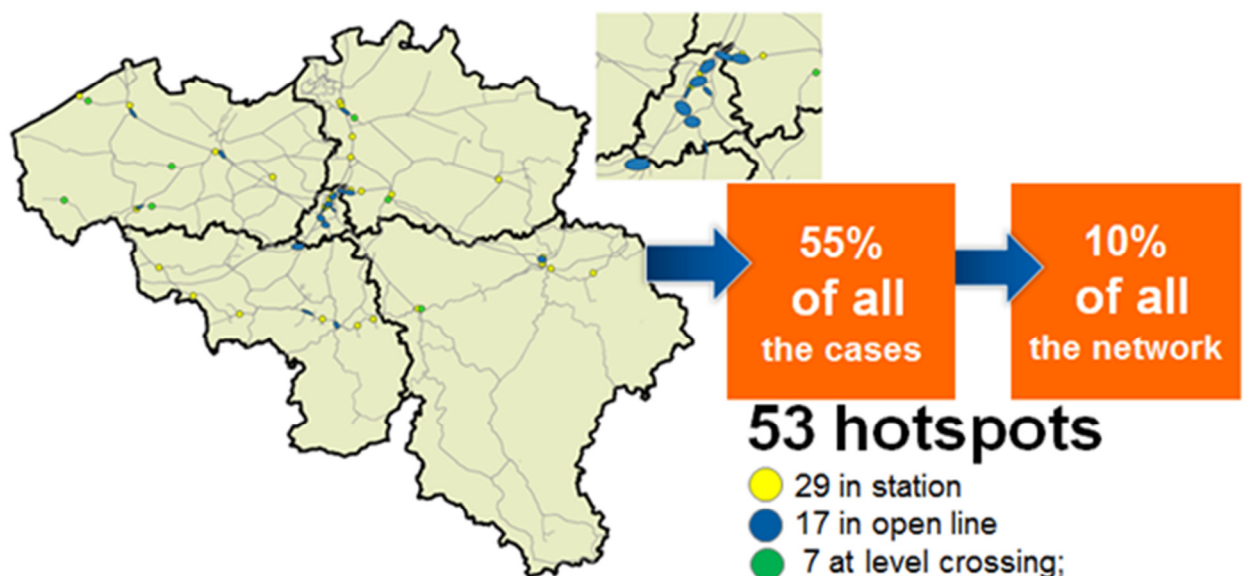 55%
of all
the cases
10%
of all
the network
53 hotspots
29 in station
17 in open line
7 at level crossing;